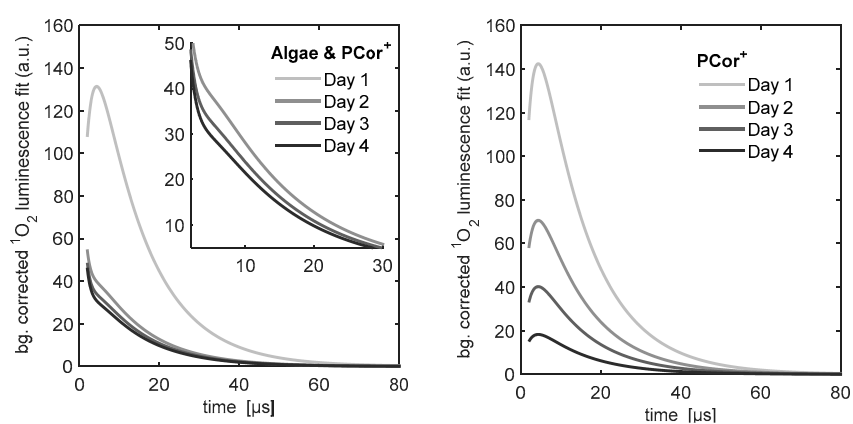 160
140
120
100
80
60
40
20
0
bg. corrected ¹O₂ luminescence fit (a.u.)
0 20 40 60 80
time [µs]
50
40
30
20
10
10 20 30
Algae & PCor⁺
Day 1
Day 2
Day 3
Day 4
160
140
120
100
80
60
40
20
0
bg. corrected ¹O₂ luminescence fit (a.u.)
0 20 40 60 80
time [µs]
PCor⁺
Day 1
Day 2
Day 3
Day 4